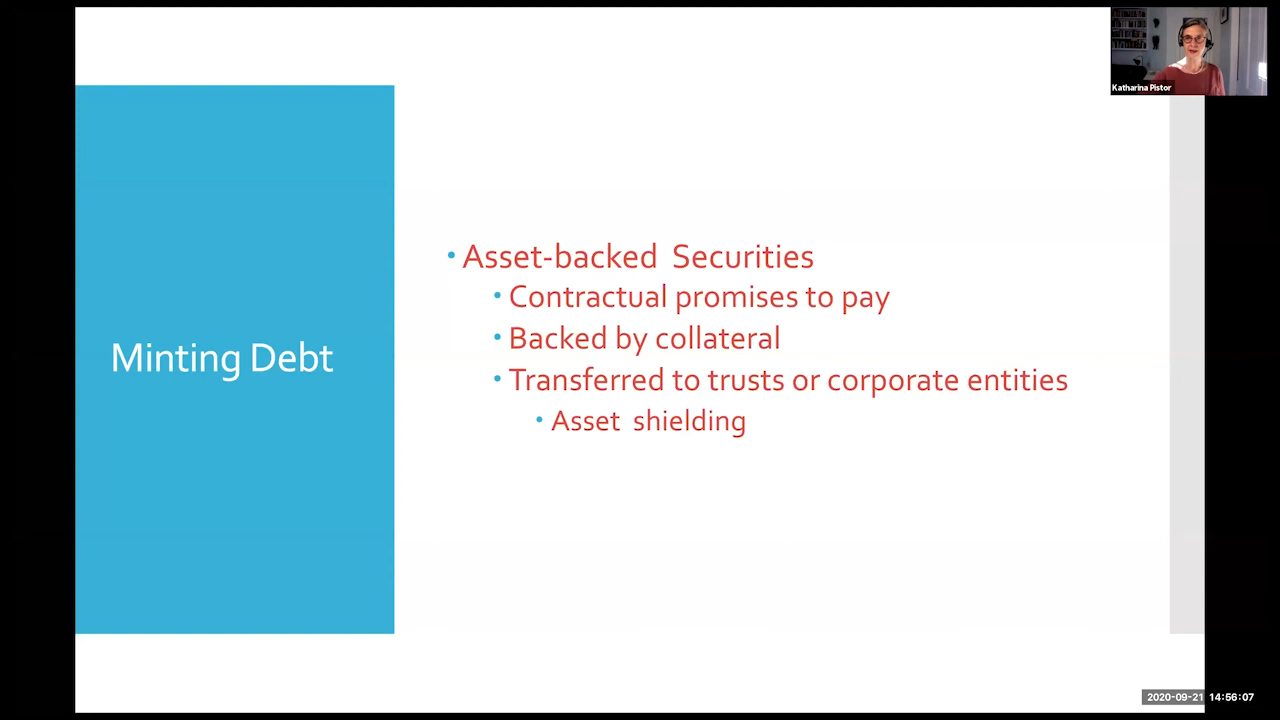 Katharina Pistor
Minting Debt
• Asset-backed Securities
• Contractual promises to pay
• Backed by collateral
• Transferred to trusts or corporate entities
• Asset shielding
2020-09-21 14:56:07